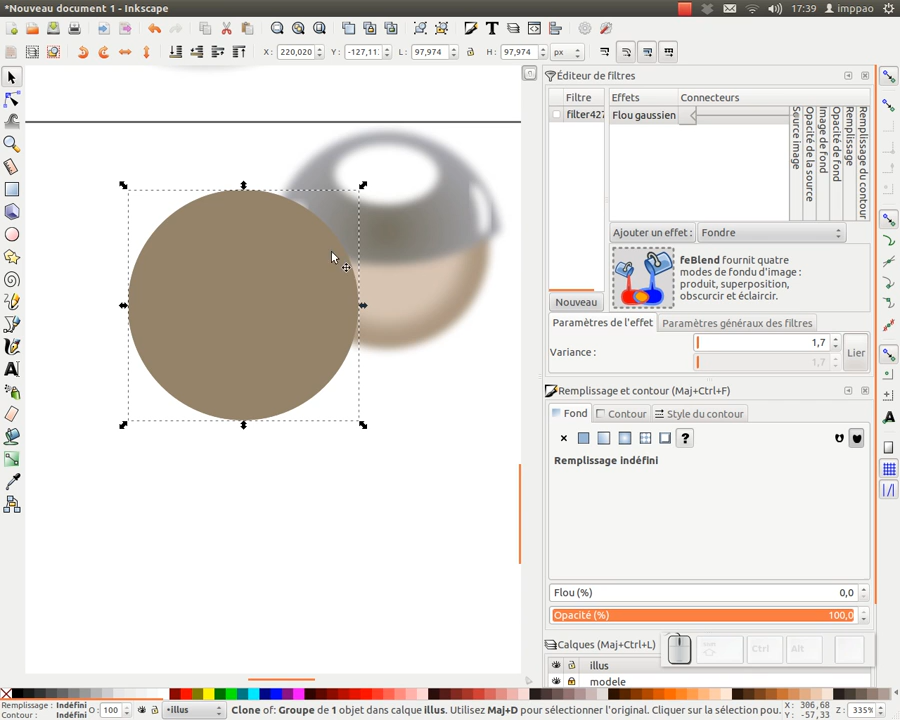 *Nouveau document 1 - Inkscape
17:39 imppao
X : 220,020 Y : -127,11 L : 97,974 H : 97,974 px
Éditeur de filtres
Filtre Effets Connecteurs
filter427 Flou gaussien
Source image
Opacité de la source
Image de fond
Opacité de fond
Remplissage
Remplissage du contour
Ajouter un effet : Fondre
feBlend fournit quatre
modes de fondu d'image :
produit, superposition,
obscurcir et éclaircir.
Nouveau
Paramètres de l'effet Paramètres généraux des filtres
Variance : 1,7
1,7
Lier
Remplissage et contour (Maj+Ctrl+F)
Fond Contour Style du contour
Remplissage indéfini
Flou (%) 0,0
Opacité (%) 100,0
Calques (Maj+Ctrl+L)
Ctrl Alt
illus
modele
Remplissage : Indéfini
Contour : Indéfini
O : 100 •illus Clone of: Groupe de 1 objet dans calque illus. Utilisez Maj+D pour sélectionner l'original. Cliquer sur la sélection pou.
X : 306,68
Y : -57,33
Z : 335%